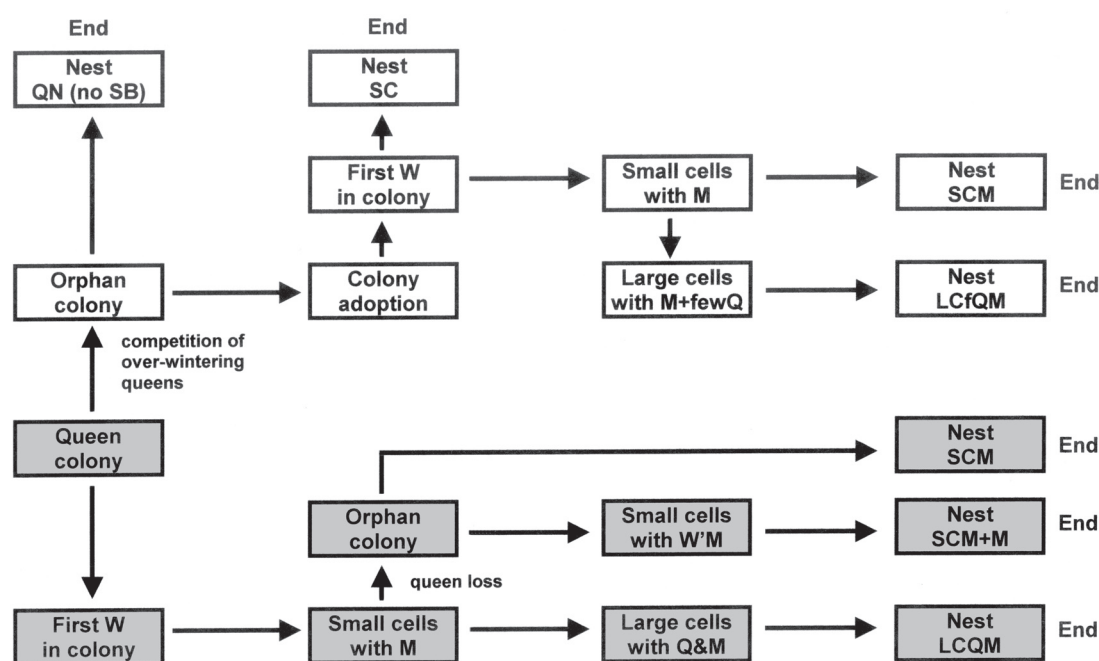 End
End
Nest
QN (no SB)
Nest
SC
First W
in colony
Small cells
with M
Nest
SCM
End
Orphan
colony
Colony
adoption
Large cells
with M+fewQ
Nest
LCfQM
End
competition of
over-wintering
queens
Queen
colony
Nest
SCM
End
Orphan
colony
Small cells
with W'M
Nest
SCM+M
End
queen loss
First W
in colony
Small cells
with M
Large cells
with Q&M
Nest
LCQM
End